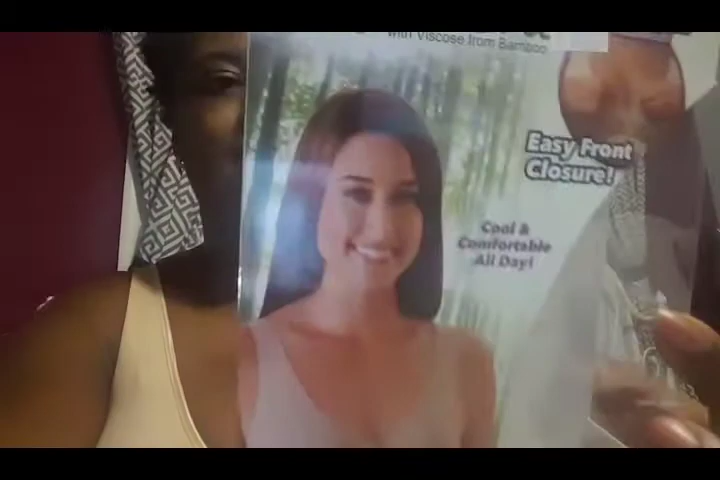 with Viscose from Bamboo
Easy Front
Closure!
Cool &
Comfortable
All Day!